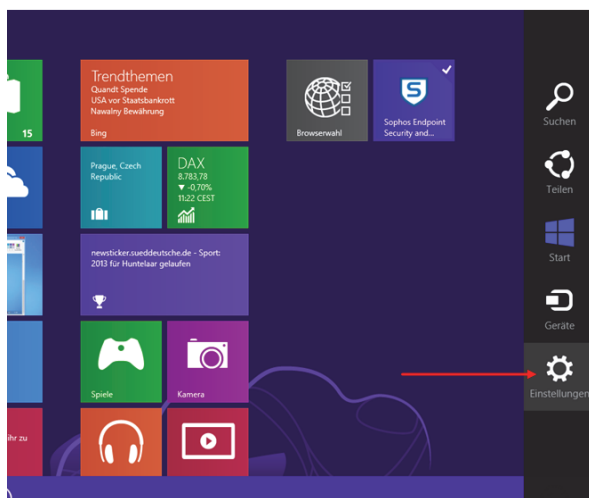 15
Trendthemen
Quandt Spende
USA vor Staatsbankrott
Nawalny Bewährung
Bing
Prague, Czech
Republic
DAX
8.783,78
▼ -0,70%
11:22 CEST
newsticker.sueddeutsche.de - Sport:
2013 für Huntelaar gelaufen
Spiele
Kamera
ihr zu
Browserwahl
S
Sophos Endpoint
Security and...
Suchen
Teilen
Start
Geräte
Einstellungen